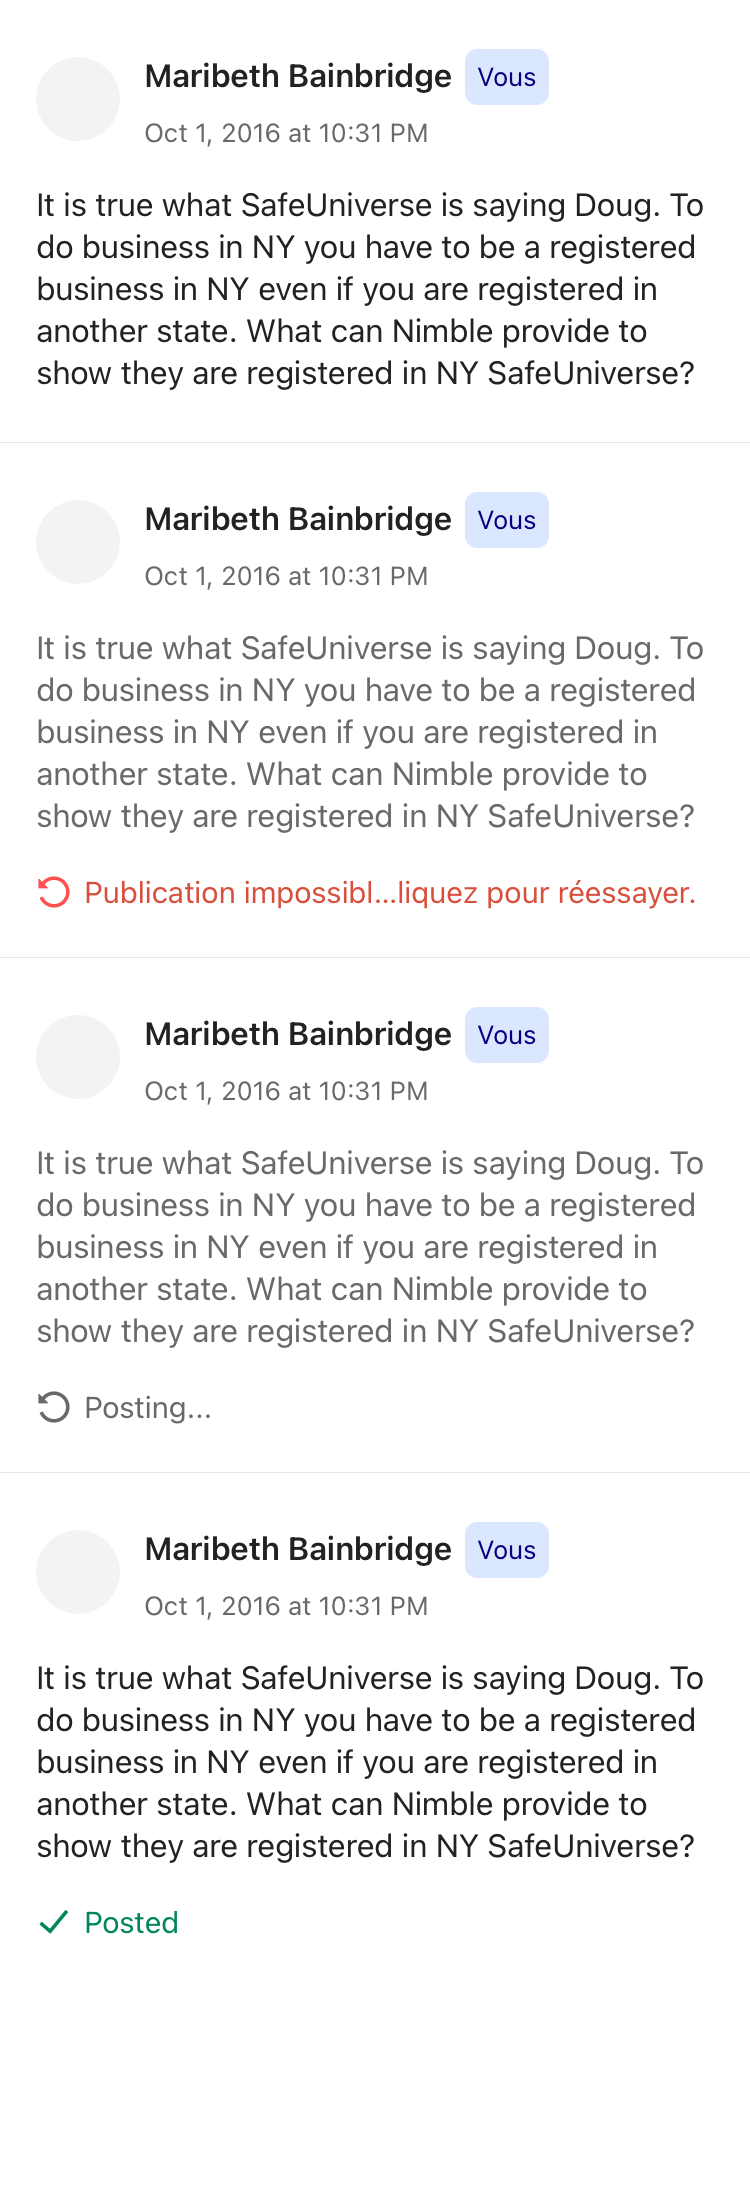 Maribeth Bainbridge Vous
Oct 1, 2016 at 10:31 PM
It is true what SafeUniverse is saying Doug. To
do business in NY you have to be a registered
business in NY even if you are registered in
another state. What can Nimble provide to
show they are registered in NY SafeUniverse?
Maribeth Bainbridge Vous
Oct 1, 2016 at 10:31 PM
It is true what SafeUniverse is saying Doug. To
do business in NY you have to be a registered
business in NY even if you are registered in
another state. What can Nimble provide to
show they are registered in NY SafeUniverse?
Publication impossibl...liquez pour réessayer.
Maribeth Bainbridge Vous
Oct 1, 2016 at 10:31 PM
It is true what SafeUniverse is saying Doug. To
do business in NY you have to be a registered
business in NY even if you are registered in
another state. What can Nimble provide to
show they are registered in NY SafeUniverse?
Posting...
Maribeth Bainbridge Vous
Oct 1, 2016 at 10:31 PM
It is true what SafeUniverse is saying Doug. To
do business in NY you have to be a registered
business in NY even if you are registered in
another state. What can Nimble provide to
show they are registered in NY SafeUniverse?
Posted